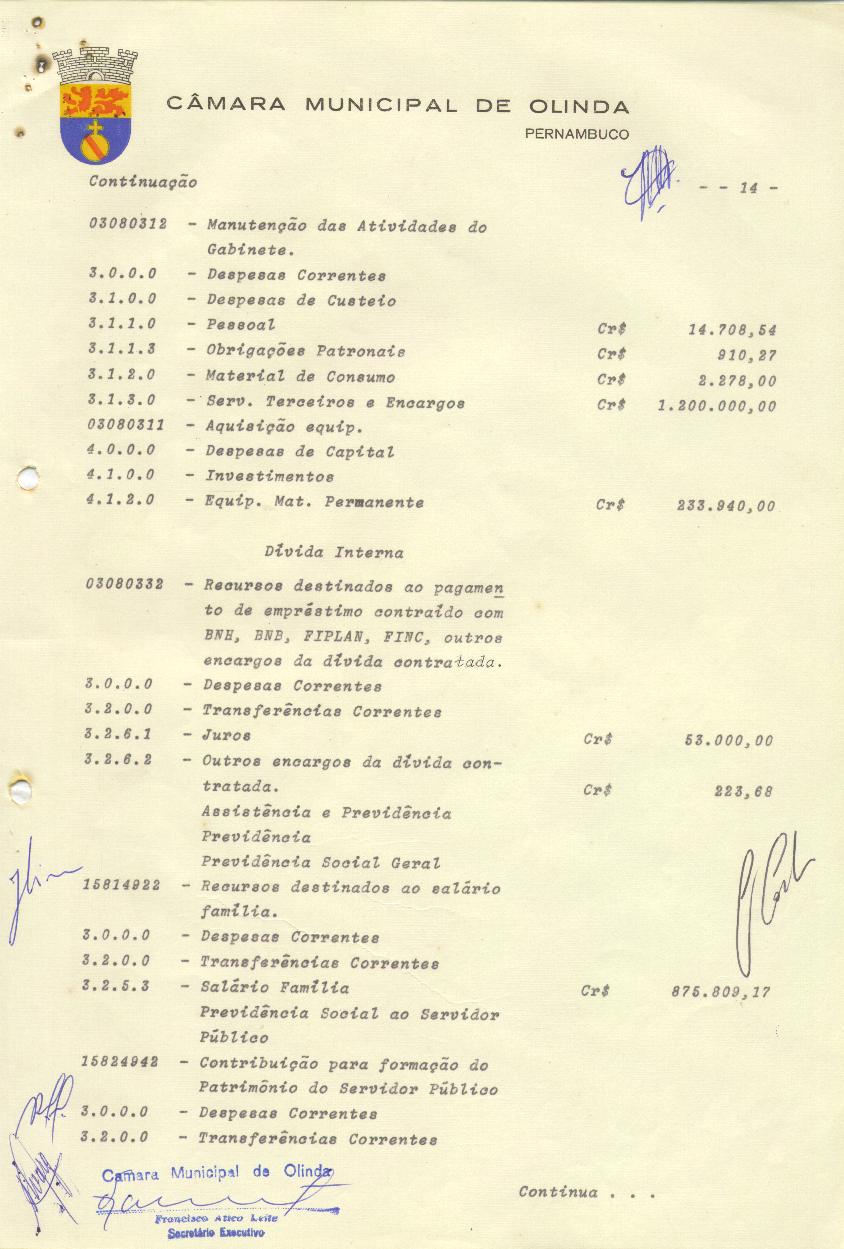 CÂMARA MUNICIPAL DE OLINDA
PERNAMBUCO
Continuação - - 14 -
03080312 - Manutenção das Atividades do
Gabinete.
3.0.0.0 - Despesas Correntes
3.1.0.0 - Despesas de Custeio
3.1.1.0 - Pessoal Cr$ 14.708,54
3.1.1.3 - Obrigações Patronais Cr$ 910,27
3.1.2.0 - Material de Consumo Cr$ 2.278,00
3.1.3.0 - Serv. Terceiros e Encargos Cr$ 1.200.000,00
03080311 - Aquisição equip.
4.0.0.0 - Despesas de Capital
4.1.0.0 - Investimentos
4.1.2.0 - Equip. Mat. Permanente Cr$ 233.940,00
Dívida Interna
03080332 - Recursos destinados ao pagamen
to de empréstimo contraído com
BNH, BNB, FIPLAN, FINC, outros
encargos da dívida contratada.
3.0.0.0 - Despesas Correntes
3.2.0.0 - Transferências Correntes
3.2.6.1 - Juros Cr$ 53.000,00
3.2.6.2 - Outros encargos da dívida con-
tratada. Cr$ 223,68
Assistência e Previdência
Previdência
Previdência Social Geral
15814922 - Recursos destinados ao salário
família.
3.0.0.0 - Despesas Correntes
3.2.0.0 - Transferências Correntes
3.2.5.3 - Salário Família Cr$ 875.809,17
Previdência Social ao Servidor
Público
15824942 - Contribuição para formação do
Patrimônio do Servidor Público
3.0.0.0 - Despesas Correntes
3.2.0.0 - Transferências Correntes
Câmara Municipal de Olinda
Continua . . .
Francisco Atico Leite
Secretário Executivo